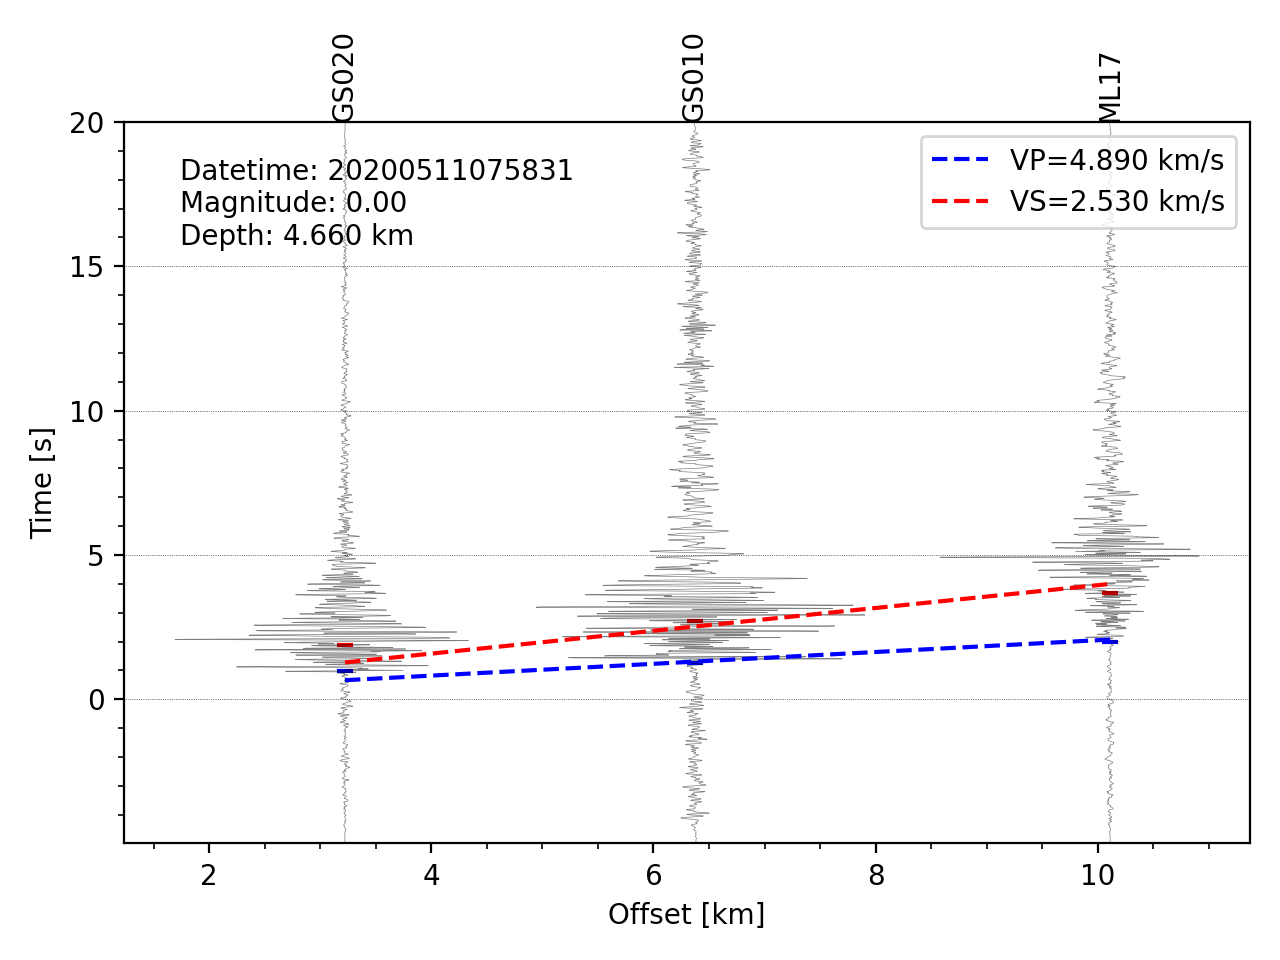 GS020
GS010
ML17
Datetime: 20200511075831
Magnitude: 0.00
Depth: 4.660 km
VP=4.890 km/s
VS=2.530 km/s
20
15
10
5
0
Time [s]
2
4
6
8
10
Offset [km]